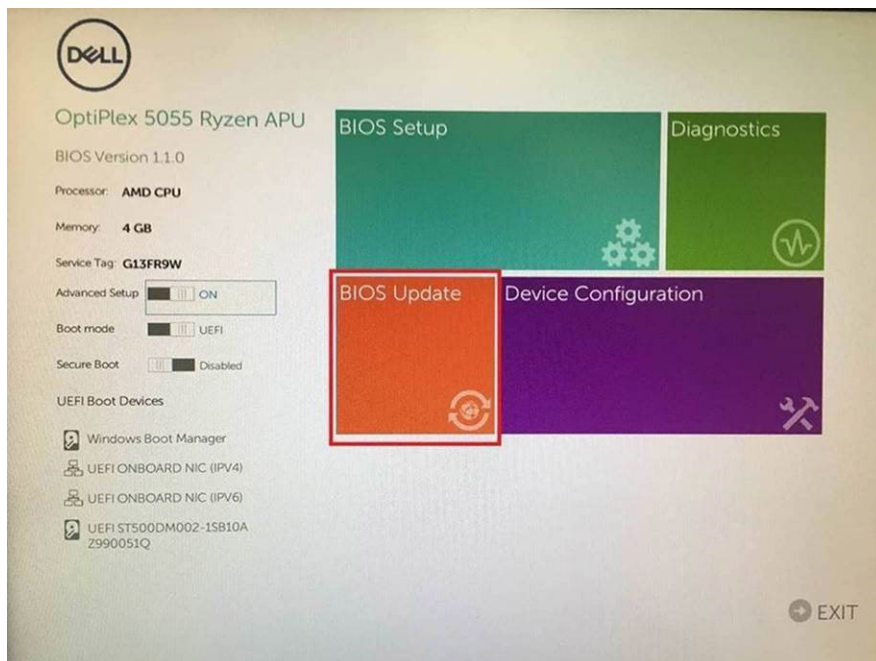 DELL
OptiPlex 5055 Ryzen APU
BIOS Version 1.1.0
Processor: AMD CPU
Memory: 4 GB
Service Tag: G13FR9W
Advanced Setup ON
Boot mode UEFI
Secure Boot Disabled
UEFI Boot Devices
Windows Boot Manager
UEFI ONBOARD NIC (IPV4)
UEFI ONBOARD NIC (IPV6)
UEFI ST500DM002-1SB10A
Z990051Q
BIOS Setup
Diagnostics
BIOS Update
Device Configuration
EXIT